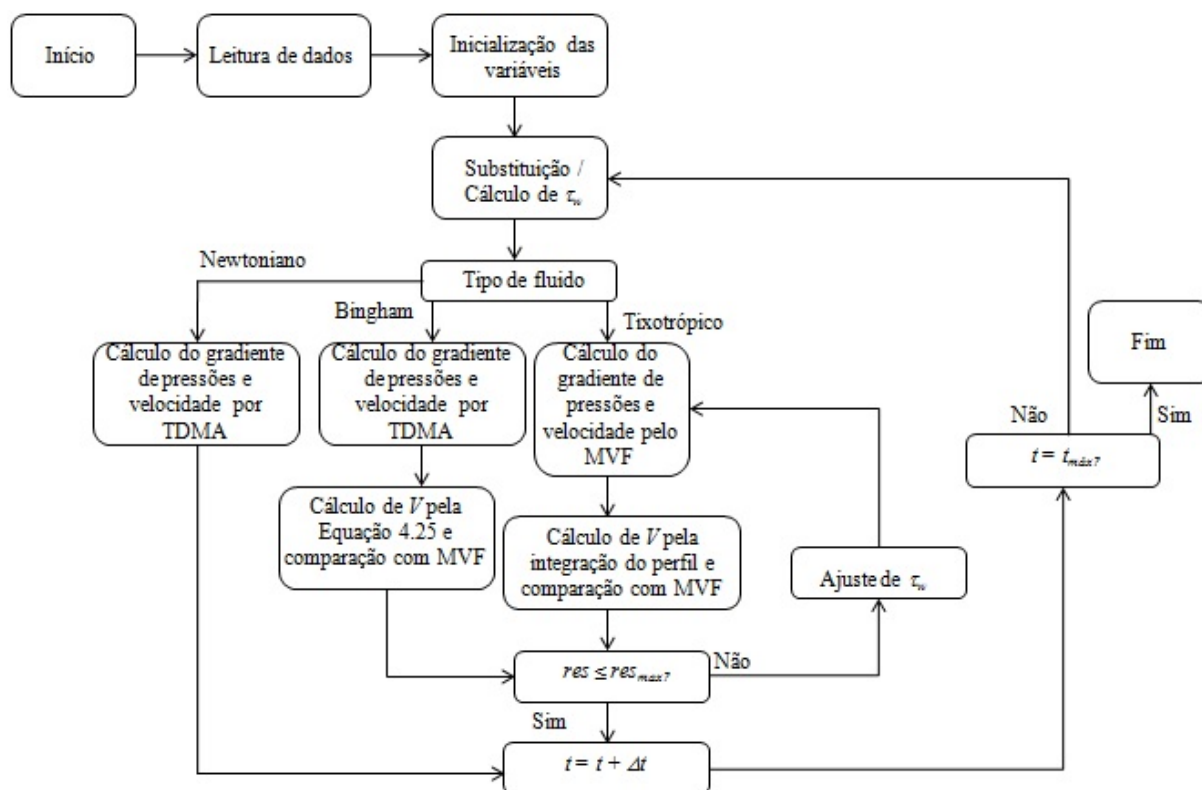 Início
Leitura de dados
Inicialização das
variáveis
Substituição /
Cálculo de τw
Newtoniano
Tipo de fluido
Bingham
Tixotrópico
Cálculo do gradiente
de pressões e
velocidade por
TDMA
Cálculo do gradiente
de pressões e
velocidade por
TDMA
Cálculo do
gradiente de
pressões e
velocidade pelo
MVF
Fim
Não
Sim
t = tmáx?
Cálculo de V pela
Equação 4.25 e
comparação com MVF
Cálculo de V pela
integração do perfil e
comparação com MVF
Ajuste de τw
res ≤ resmax?
Não
Sim
t = t + Δt